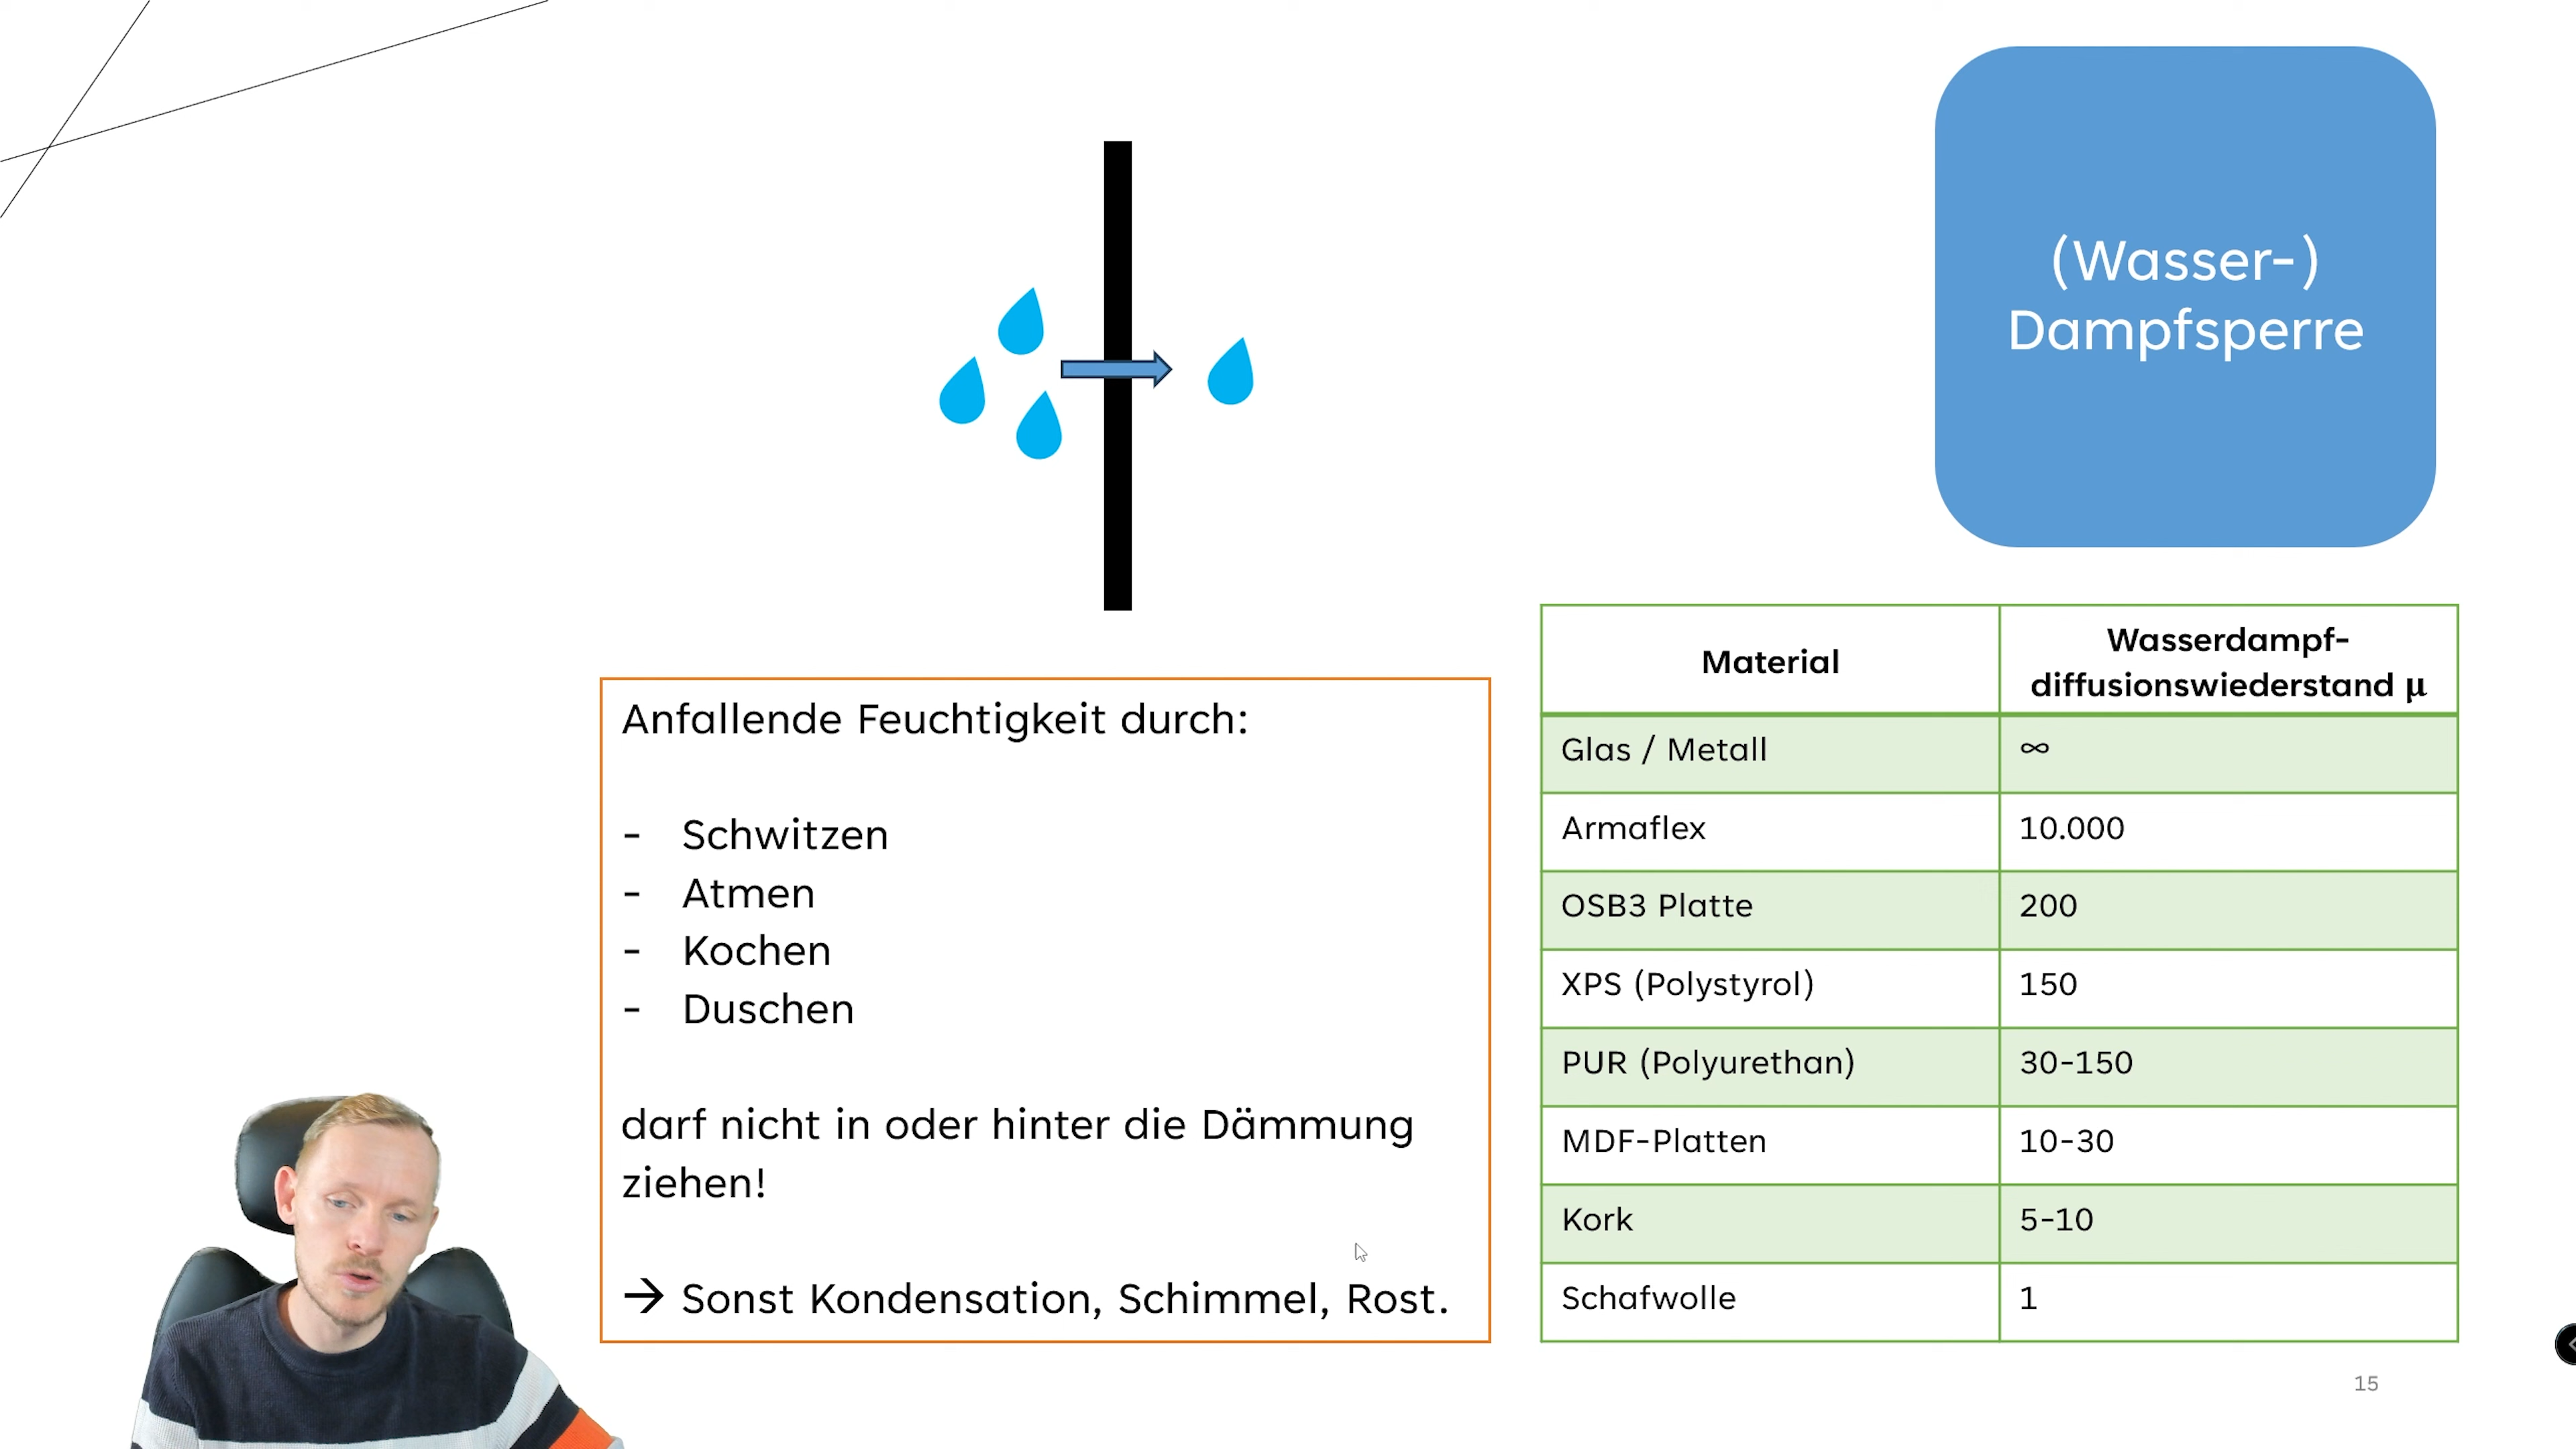 (Wasser-)
Dampfsperre
Anfallende Feuchtigkeit durch:
- Schwitzen
- Atmen
- Kochen
- Duschen
darf nicht in oder hinter die Dämmung
ziehen!
→ Sonst Kondensation, Schimmel, Rost.
Material
Wasserdampf-
diffusionswiederstand µ
Glas / Metall ∞
Armaflex 10.000
OSB3 Platte 200
XPS (Polystyrol) 150
PUR (Polyurethan) 30-150
MDF-Platten 10-30
Kork 5-10
Schafwolle 1
15